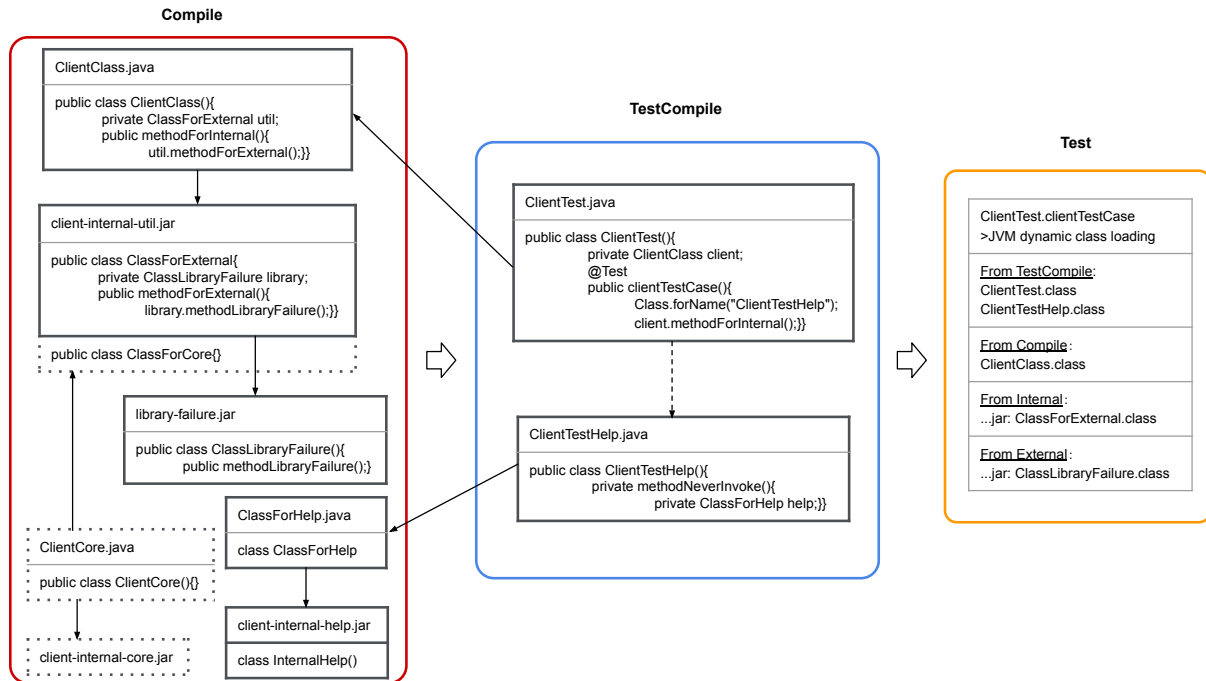 Compile
ClientClass.java
public class ClientClass(){
private ClassForExternal util;
public methodForInternal(){
util.methodForExternal();}}
client-internal-util.jar
public class ClassForExternal{
private ClassLibraryFailure library;
public methodForExternal(){
library.methodLibraryFailure();}}
public class ClassForCore{}
library-failure.jar
public class ClassLibraryFailure(){
public methodLibraryFailure();}
ClassForHelp.java
class ClassForHelp
ClientCore.java
public class ClientCore(){}
client-internal-help.jar
class InternalHelp()
client-internal-core.jar
TestCompile
ClientTest.java
public class ClientTest(){
private ClientClass client;
@Test
public clientTestCase(){
Class.forName("ClientTestHelp");
client.methodForInternal();}}
ClientTestHelp.java
public class ClientTestHelp(){
private methodNeverInvoke(){
private ClassForHelp help;}}
Test
ClientTest.clientTestCase
>JVM dynamic class loading
From TestCompile:
ClientTest.class
ClientTestHelp.class
From Compile:
ClientClass.class
From Internal:
...jar: ClassForExternal.class
From External:
...jar: ClassLibraryFailure.class